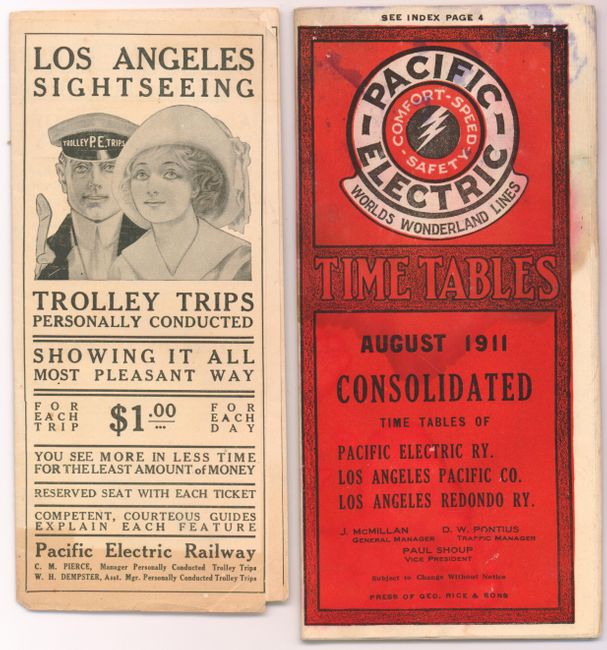 LOS ANGELES
SIGHTSEEING
TROLLEY P.E. TRIPS
TROLLEY TRIPS
PERSONALLY CONDUCTED
SHOWING IT ALL
MOST PLEASANT WAY
FOR EACH TRIP
$1.00
FOR EACH DAY
YOU SEE MORE IN LESS TIME
FOR THE LEAST AMOUNT of MONEY
RESERVED SEAT WITH EACH TICKET
COMPETENT, COURTEOUS GUIDES
EXPLAIN EACH FEATURE
Pacific Electric Railway
C. M. PIERCE, Manager Personally Conducted Trolley Trips
W. H. DEMPSTER, Asst. Mgr. Personally Conducted Trolley Trips
SEE INDEX PAGE 4
PACIFIC
ELECTRIC
COMFORT-SPEED
-SAFETY-
WORLDS WONDERLAND LINES
TIME TABLES
AUGUST 1911
CONSOLIDATED
TIME TABLES OF
PACIFIC ELECTRIC RY.
LOS ANGELES PACIFIC CO.
LOS ANGELES REDONDO RY.
J. McMILLAN
GENERAL MANAGER
D. W. PONTIUS
TRAFFIC MANAGER
PAUL SHOUP
VICE PRESIDENT
Subject to Change Without Notice
PRESS OF GEO. RICE & SONS